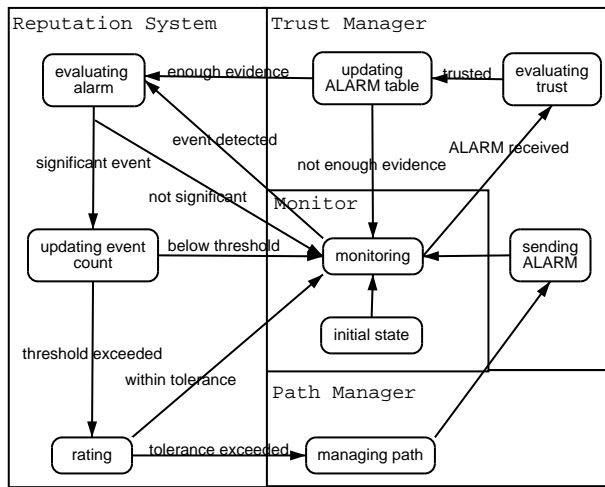 Reputation System
Trust Manager
evaluating
alarm
enough evidence
updating
ALARM table
trusted
evaluating
trust
event detected
ALARM received
significant event
not enough evidence
not significant
Monitor
updating event
count
below threshold
monitoring
sending
ALARM
initial state
threshold exceeded
within tolerance
Path Manager
rating
tolerance exceeded
managing path